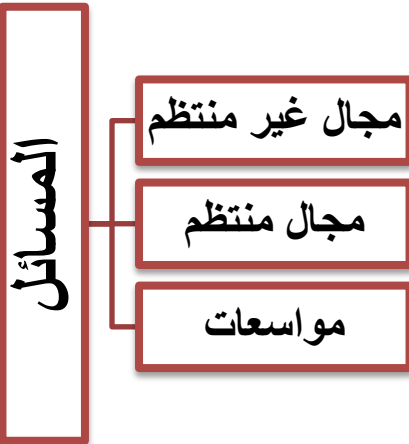 المسائل
مجال غير منتظم
مجال منتظم
مواسعات